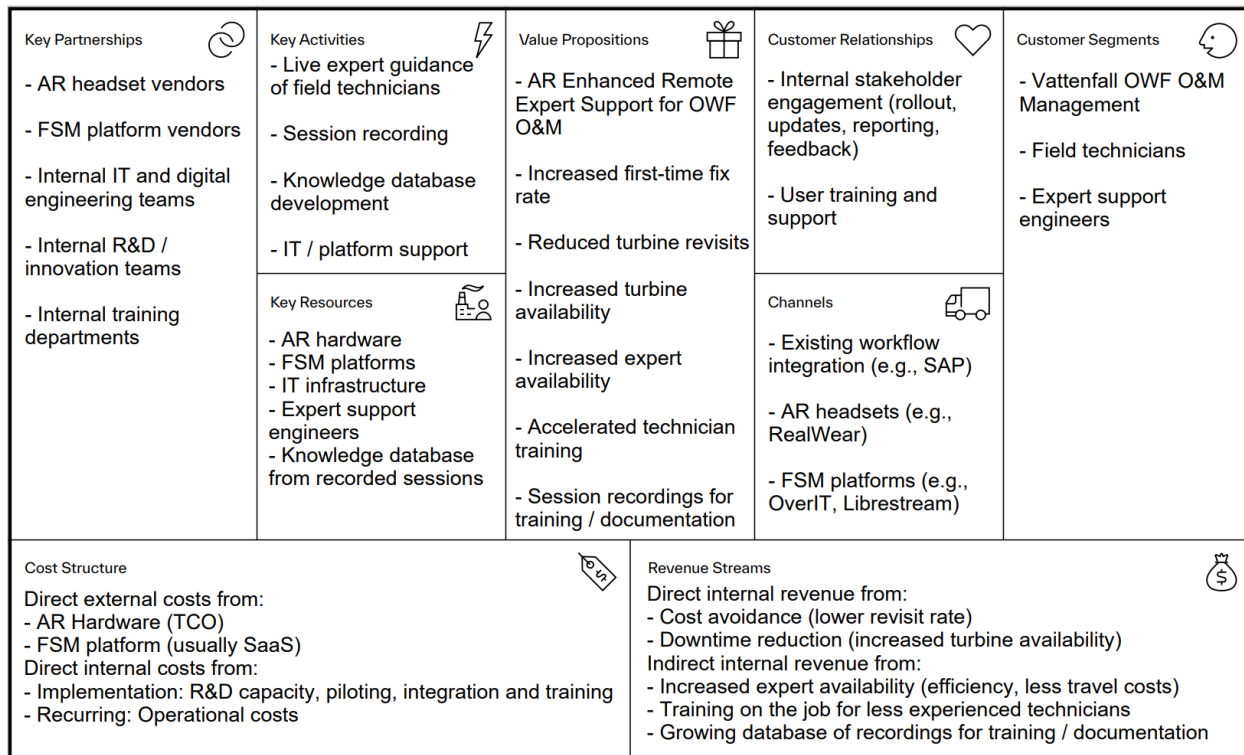 Key Partnerships
- AR headset vendors
- FSM platform vendors
- Internal IT and digital
engineering teams
- Internal R&D /
innovation teams
- Internal training
departments
Key Activities
- Live expert guidance
of field technicians
- Session recording
- Knowledge database
development
- IT / platform support
Key Resources
- AR hardware
- FSM platforms
- IT infrastructure
- Expert support
engineers
- Knowledge database
from recorded sessions
Value Propositions
- AR Enhanced Remote
Expert Support for OWF
O&M
- Increased first-time fix
rate
- Reduced turbine revisits
- Increased turbine
availability
- Increased expert
availability
- Accelerated technician
training
- Session recordings for
training / documentation
Customer Relationships
- Internal stakeholder
engagement (rollout,
updates, reporting,
feedback)
- User training and
support
Channels
- Existing workflow
integration (e.g., SAP)
- AR headsets (e.g.,
RealWear)
- FSM platforms (e.g.,
OverIT, Librestream)
Customer Segments
- Vattenfall OWF O&M
Management
- Field technicians
- Expert support
engineers
Cost Structure
Direct external costs from:
- AR Hardware (TCO)
- FSM platform (usually SaaS)
Direct internal costs from:
- Implementation: R&D capacity, piloting, integration and training
- Recurring: Operational costs
Revenue Streams
Direct internal revenue from:
- Cost avoidance (lower revisit rate)
- Downtime reduction (increased turbine availability)
Indirect internal revenue from:
- Increased expert availability (efficiency, less travel costs)
- Training on the job for less experienced technicians
- Growing database of recordings for training / documentation